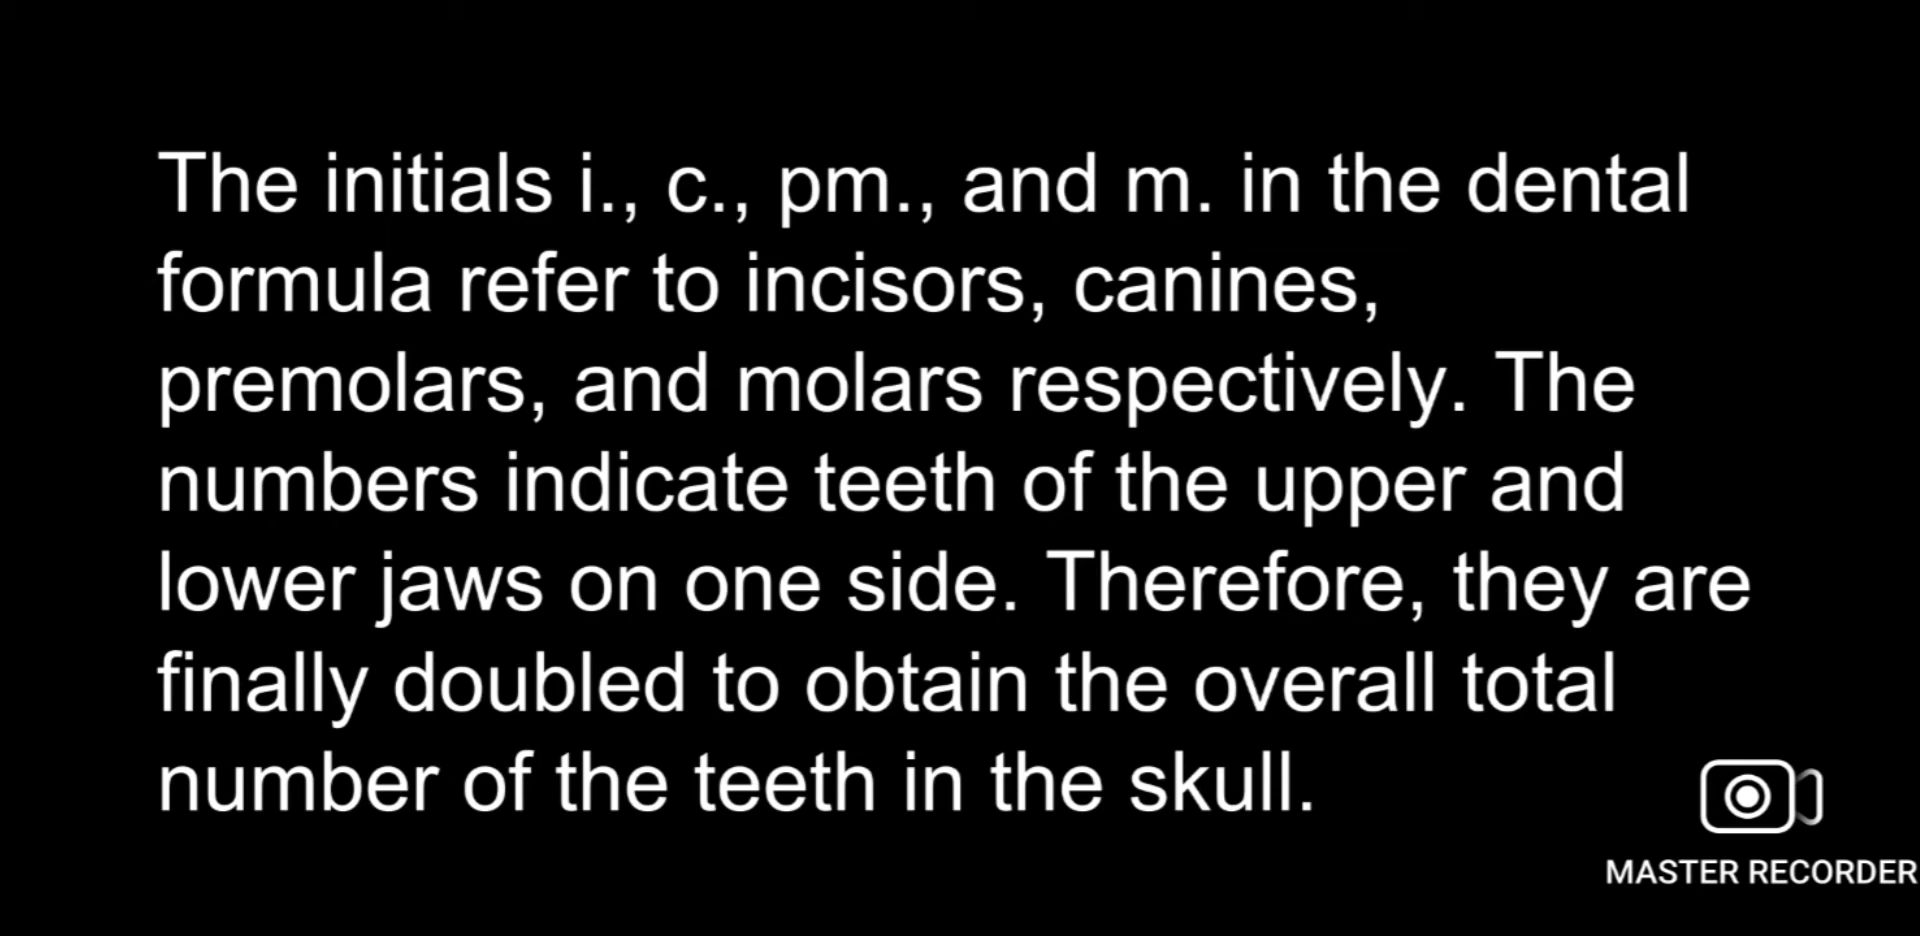 The initials i., c., pm., and m. in the dental
formula refer to incisors, canines,
premolars, and molars respectively. The
numbers indicate teeth of the upper and
lower jaws on one side. Therefore, they are
finally doubled to obtain the overall total
number of the teeth in the skull.
MASTER RECORDER